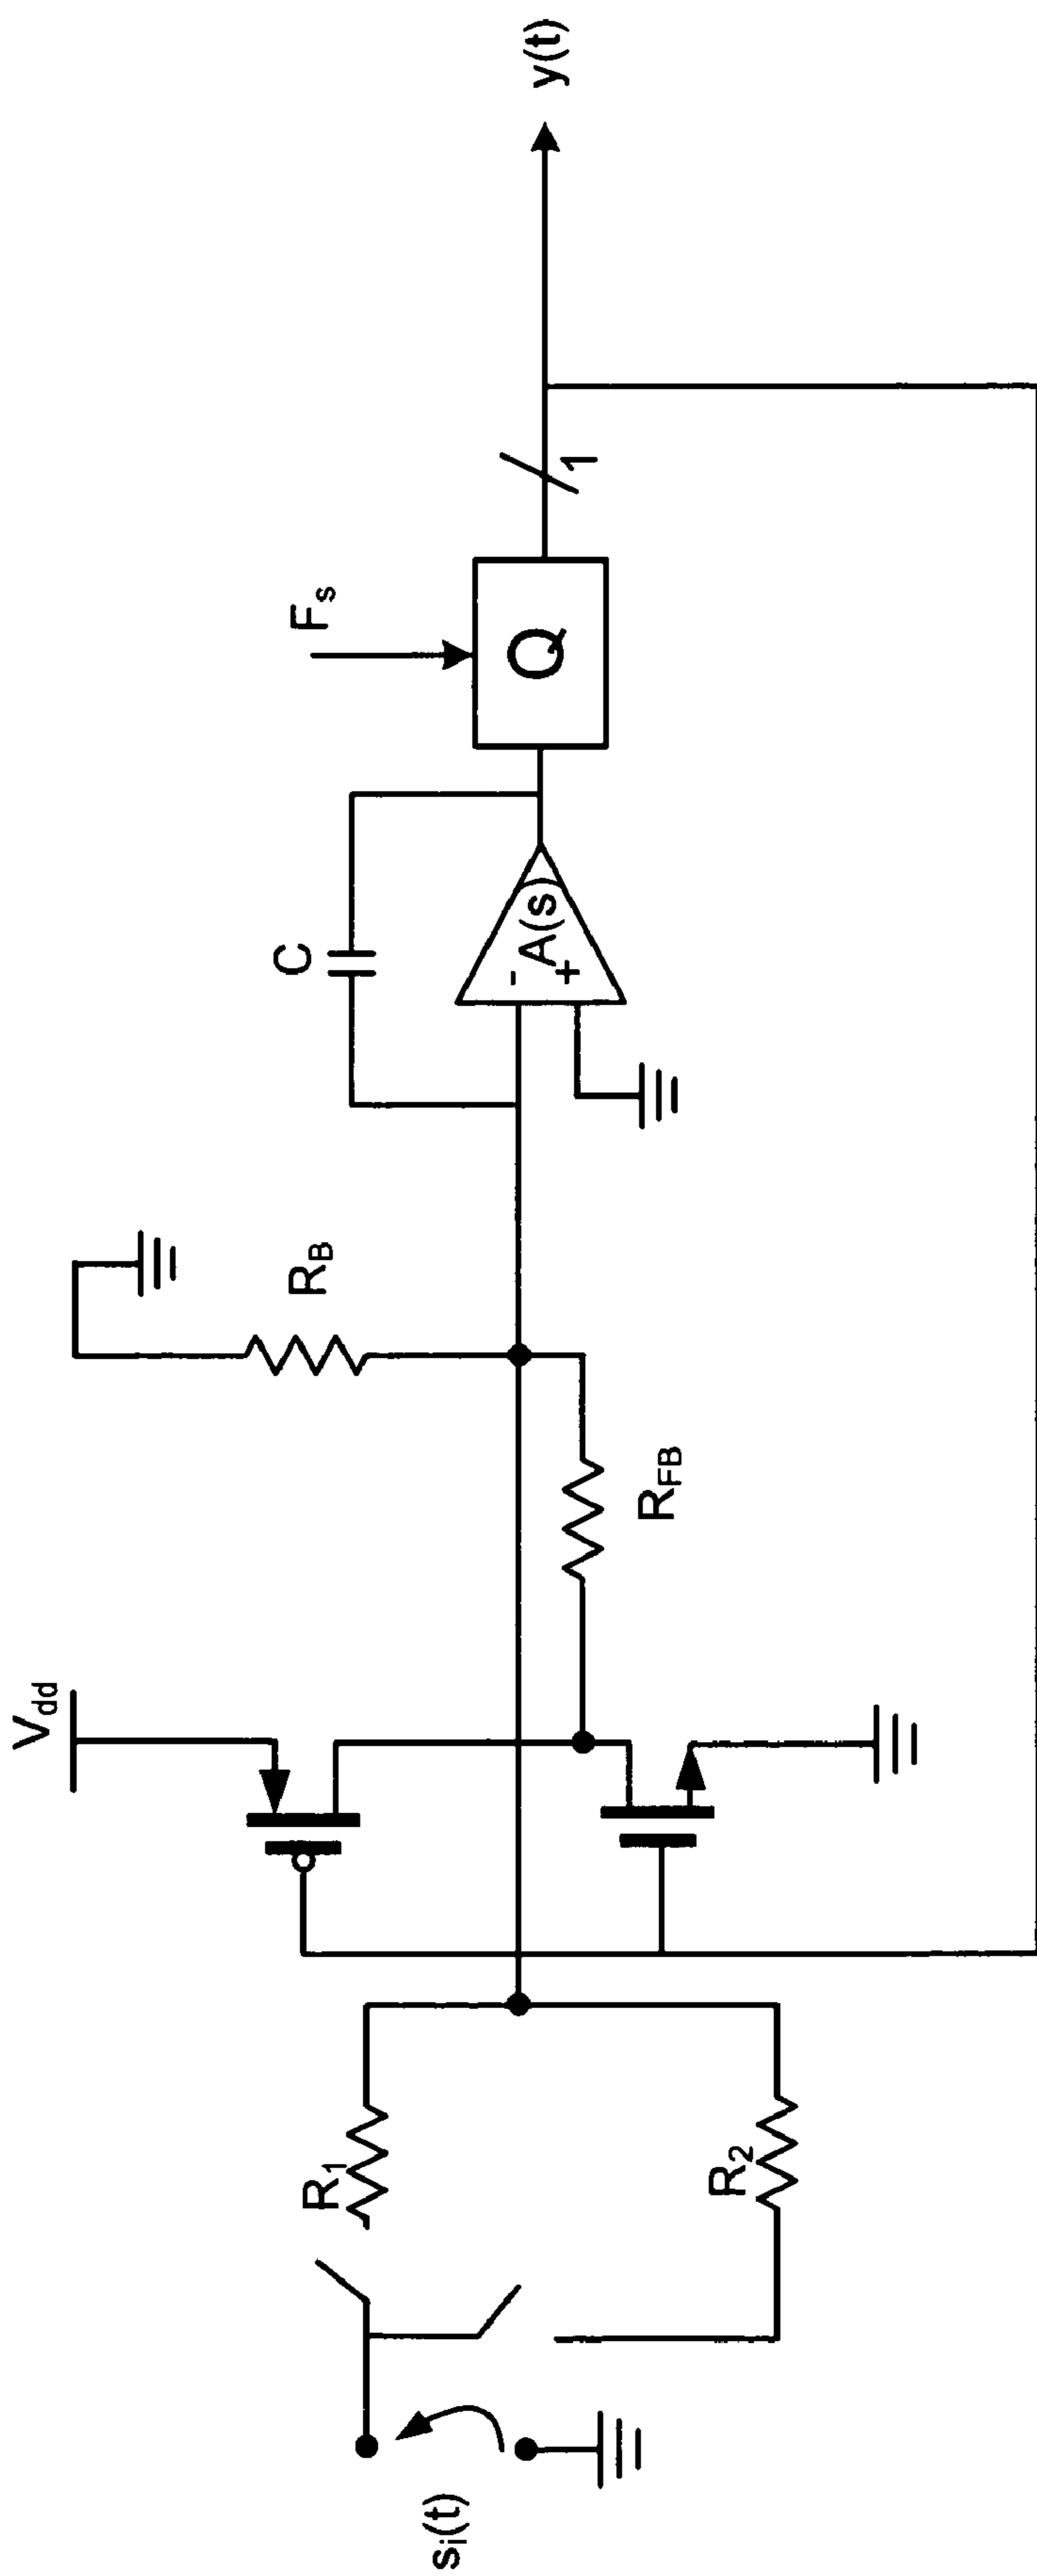 V_dd
s_i(t)
R_1
R_2
R_FB
R_B
C
-
A(s)
+
F_s
Q
1
y(t)